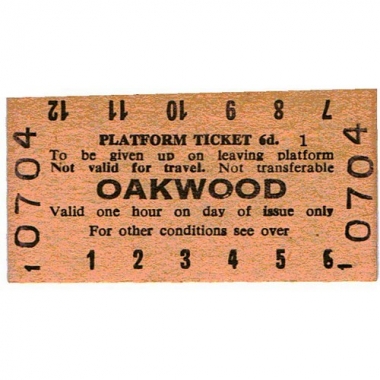 12 11 10 9 8 7
PLATFORM TICKET 6d. 1
To be given up on leaving platform
Not valid for travel. Not transferable
OAKWOOD
Valid one hour on day of issue only
For other conditions see over
1 2 3 4 5 6
10704
10704